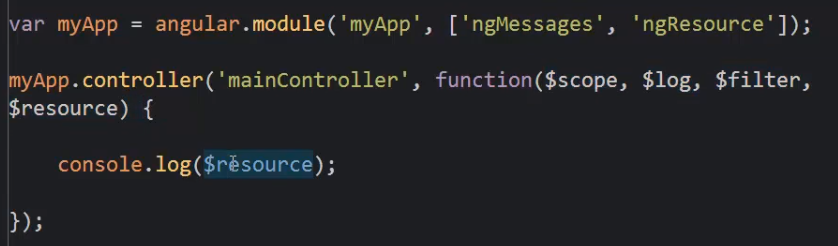 var myApp = angular.module('myApp', ['ngMessages', 'ngResource']);
myApp.controller('mainController', function($scope, $log, $filter,
$resource) {
console.log($resource);
});